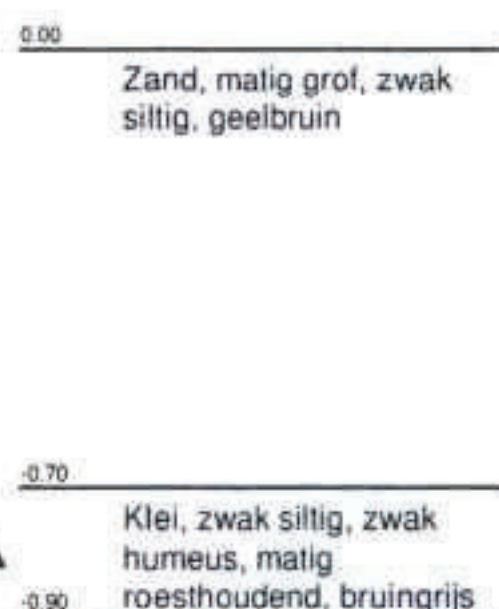 0.00
Zand, matig grof, zwak
siltig, geelbruin
-0.70
Klei, zwak siltig, zwak
humeus, matig
roesthoudend, bruingrijs
-0.90